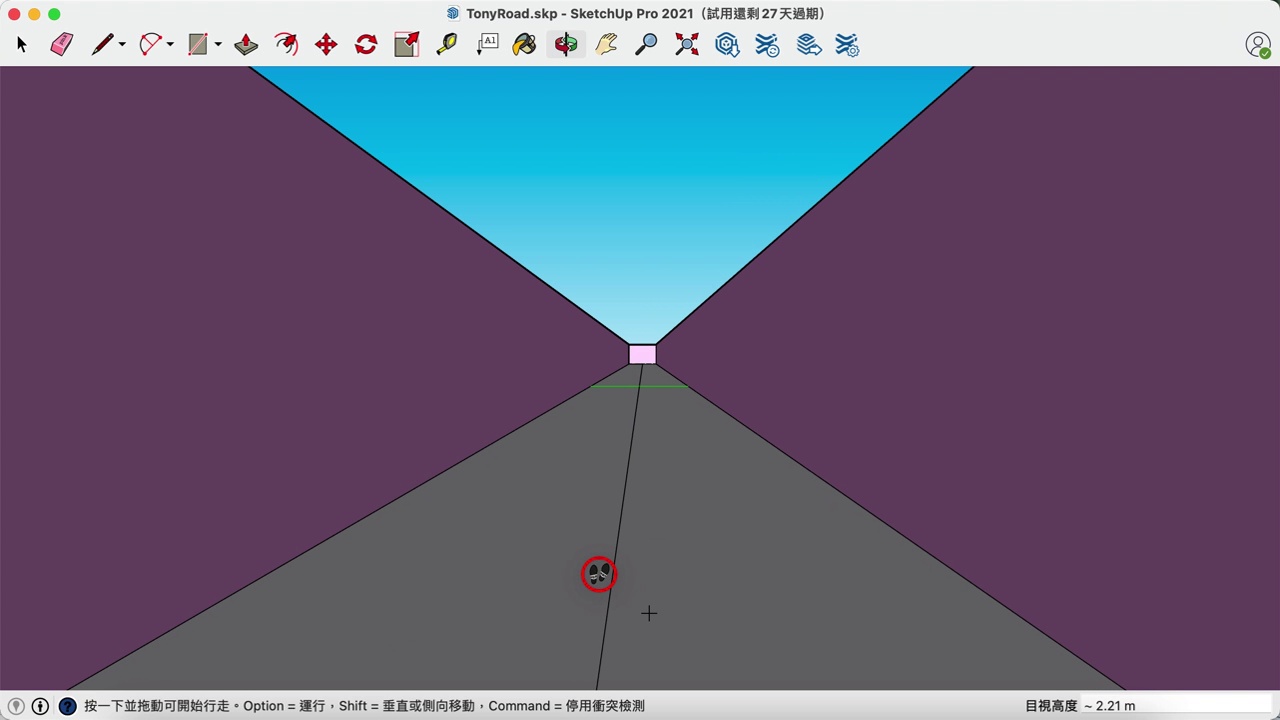 TonyRoad.skp - SketchUp Pro 2021（試用還剩 27 天過期）
A1
按一下並拖動可開始行走。Option = 運行，Shift = 垂直或側向移動，Command = 停用衝突檢測
目視高度 ~ 2.21 m